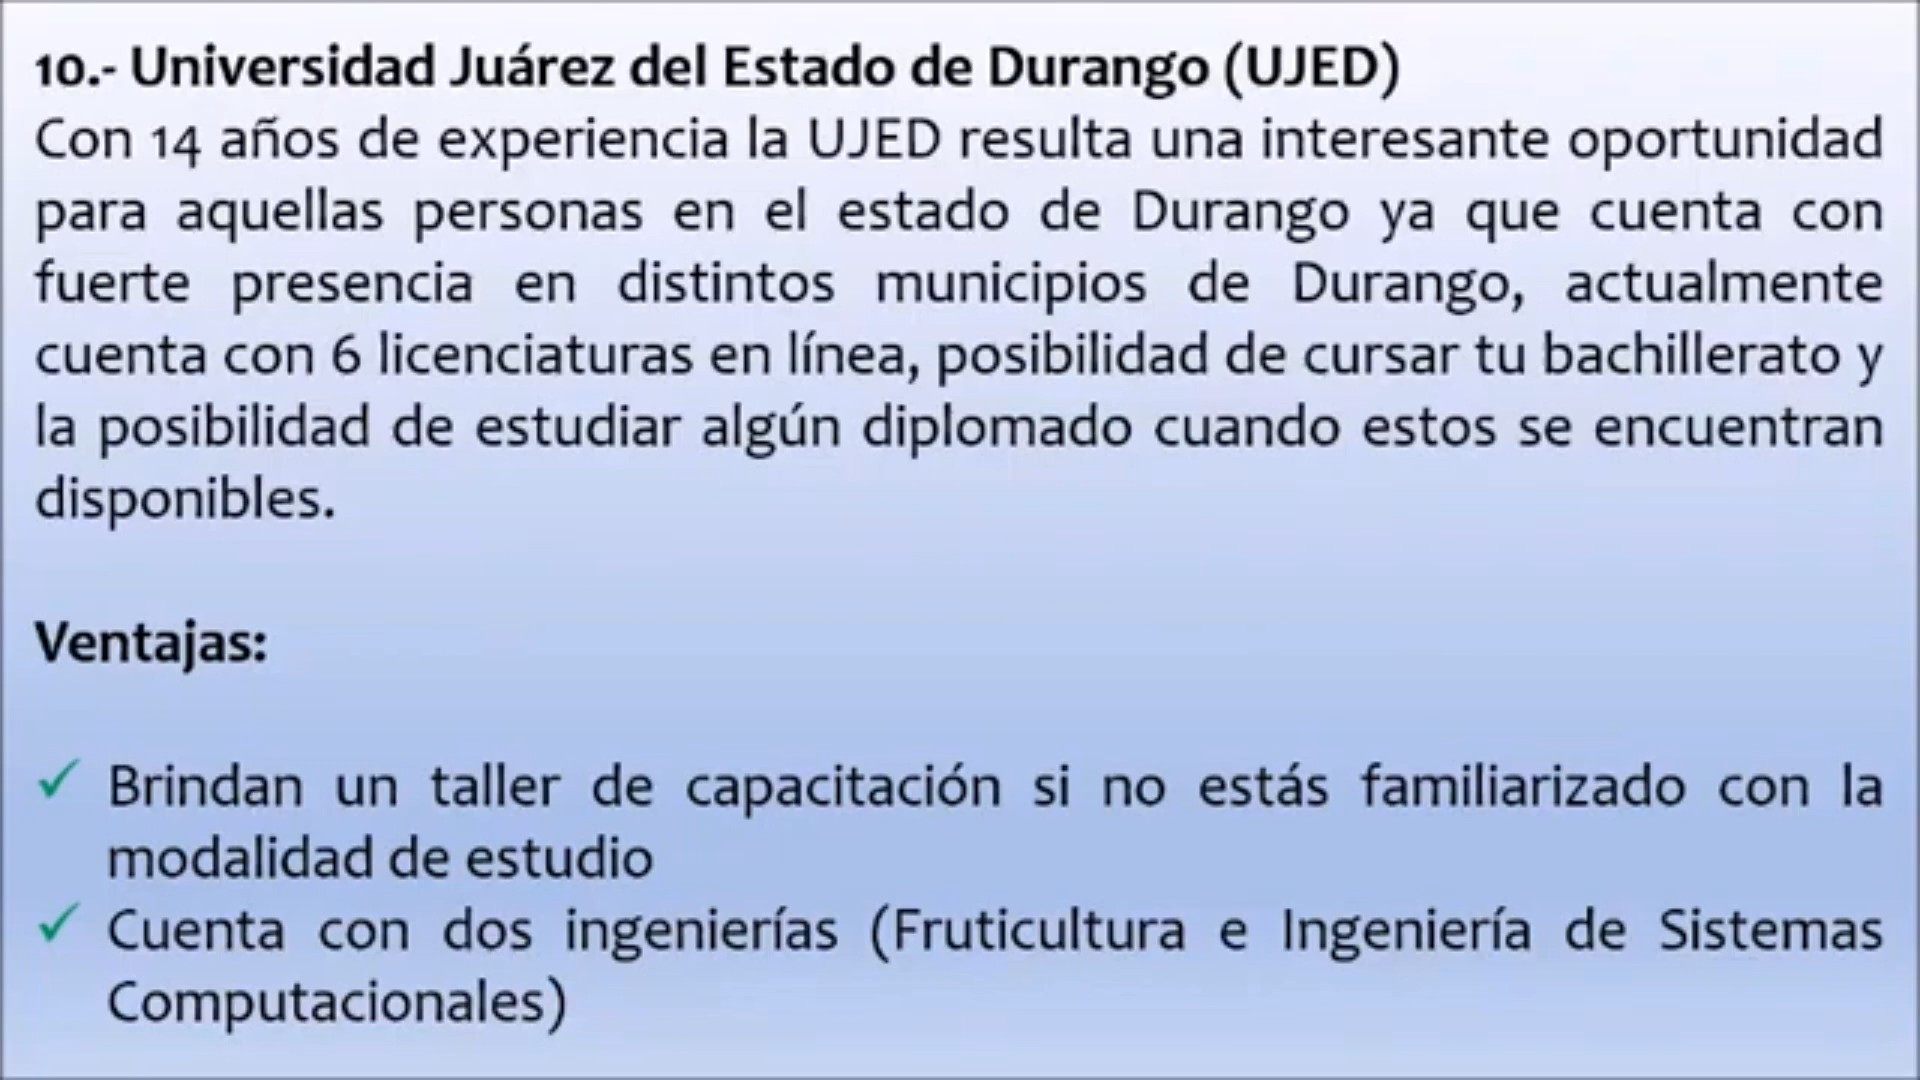 10.- Universidad Juárez del Estado de Durango (UJED)
Con 14 años de experiencia la UJED resulta una interesante oportunidad
para aquellas personas en el estado de Durango ya que cuenta con
fuerte presencia en distintos municipios de Durango, actualmente
cuenta con 6 licenciaturas en línea, posibilidad de cursar tu bachillerato y
la posibilidad de estudiar algún diplomado cuando estos se encuentran
disponibles.
Ventajas:
✓ Brindan un taller de capacitación si no estás familiarizado con la
modalidad de estudio
✓ Cuenta con dos ingenierías (Fruticultura e Ingeniería de Sistemas
Computacionales)